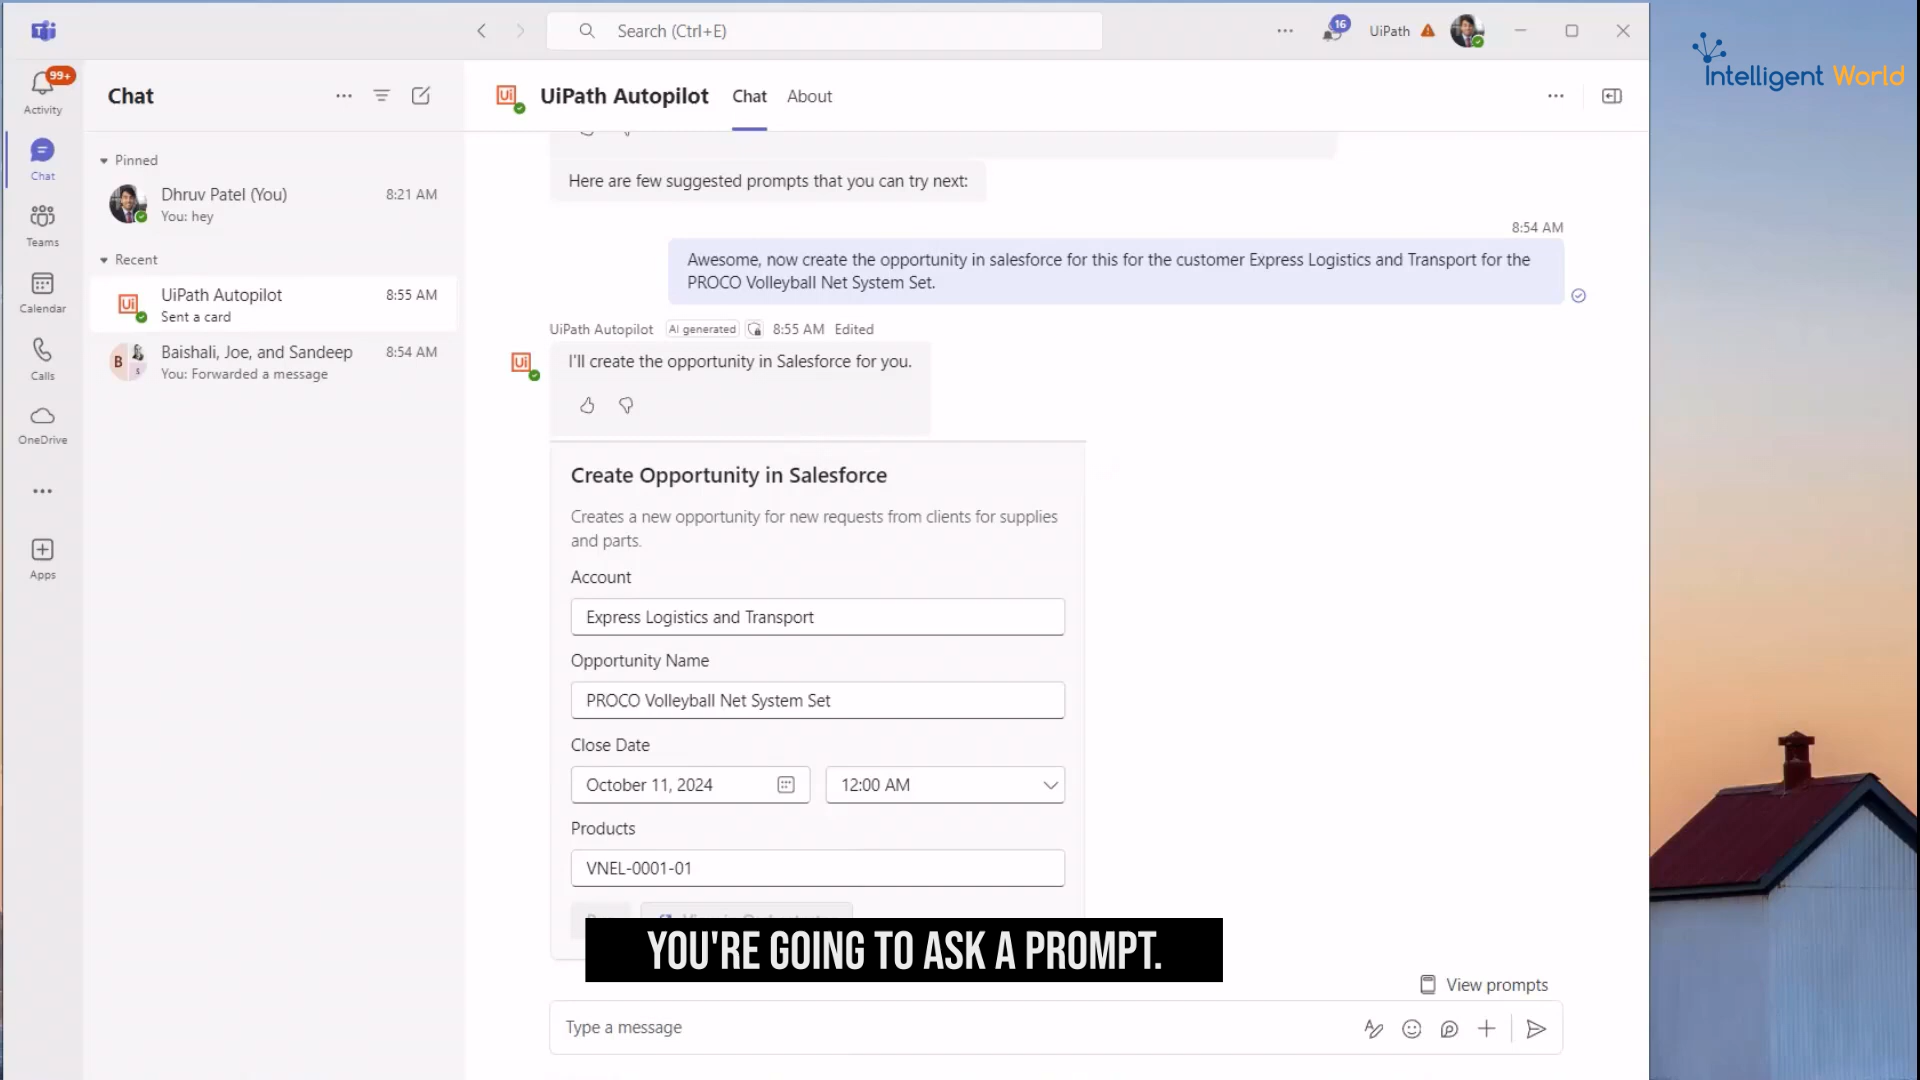 Search (Ctrl+E)
16
UiPath
Intelligent World
99+
Activity
Chat
Teams
Calendar
Calls
OneDrive
Apps
Chat
Pinned
Dhruv Patel (You) 8:21 AM
You: hey
Recent
UiPath Autopilot 8:55 AM
Sent a card
Baishali, Joe, and Sandeep 8:54 AM
You: Forwarded a message
B
s
Ui
UiPath Autopilot Chat About
Here are few suggested prompts that you can try next:
8:54 AM
Awesome, now create the opportunity in salesforce for this for the customer Express Logistics and Transport for the
PROCO Volleyball Net System Set.
UiPath Autopilot AI generated 8:55 AM Edited
Ui
I'll create the opportunity in Salesforce for you.
Create Opportunity in Salesforce
Creates a new opportunity for new requests from clients for supplies
and parts.
Account
Express Logistics and Transport
Opportunity Name
PROCO Volleyball Net System Set
Close Date
October 11, 2024 12:00 AM
Products
VNEL-0001-01
YOU'RE GOING TO ASK A PROMPT.
View prompts
Type a message